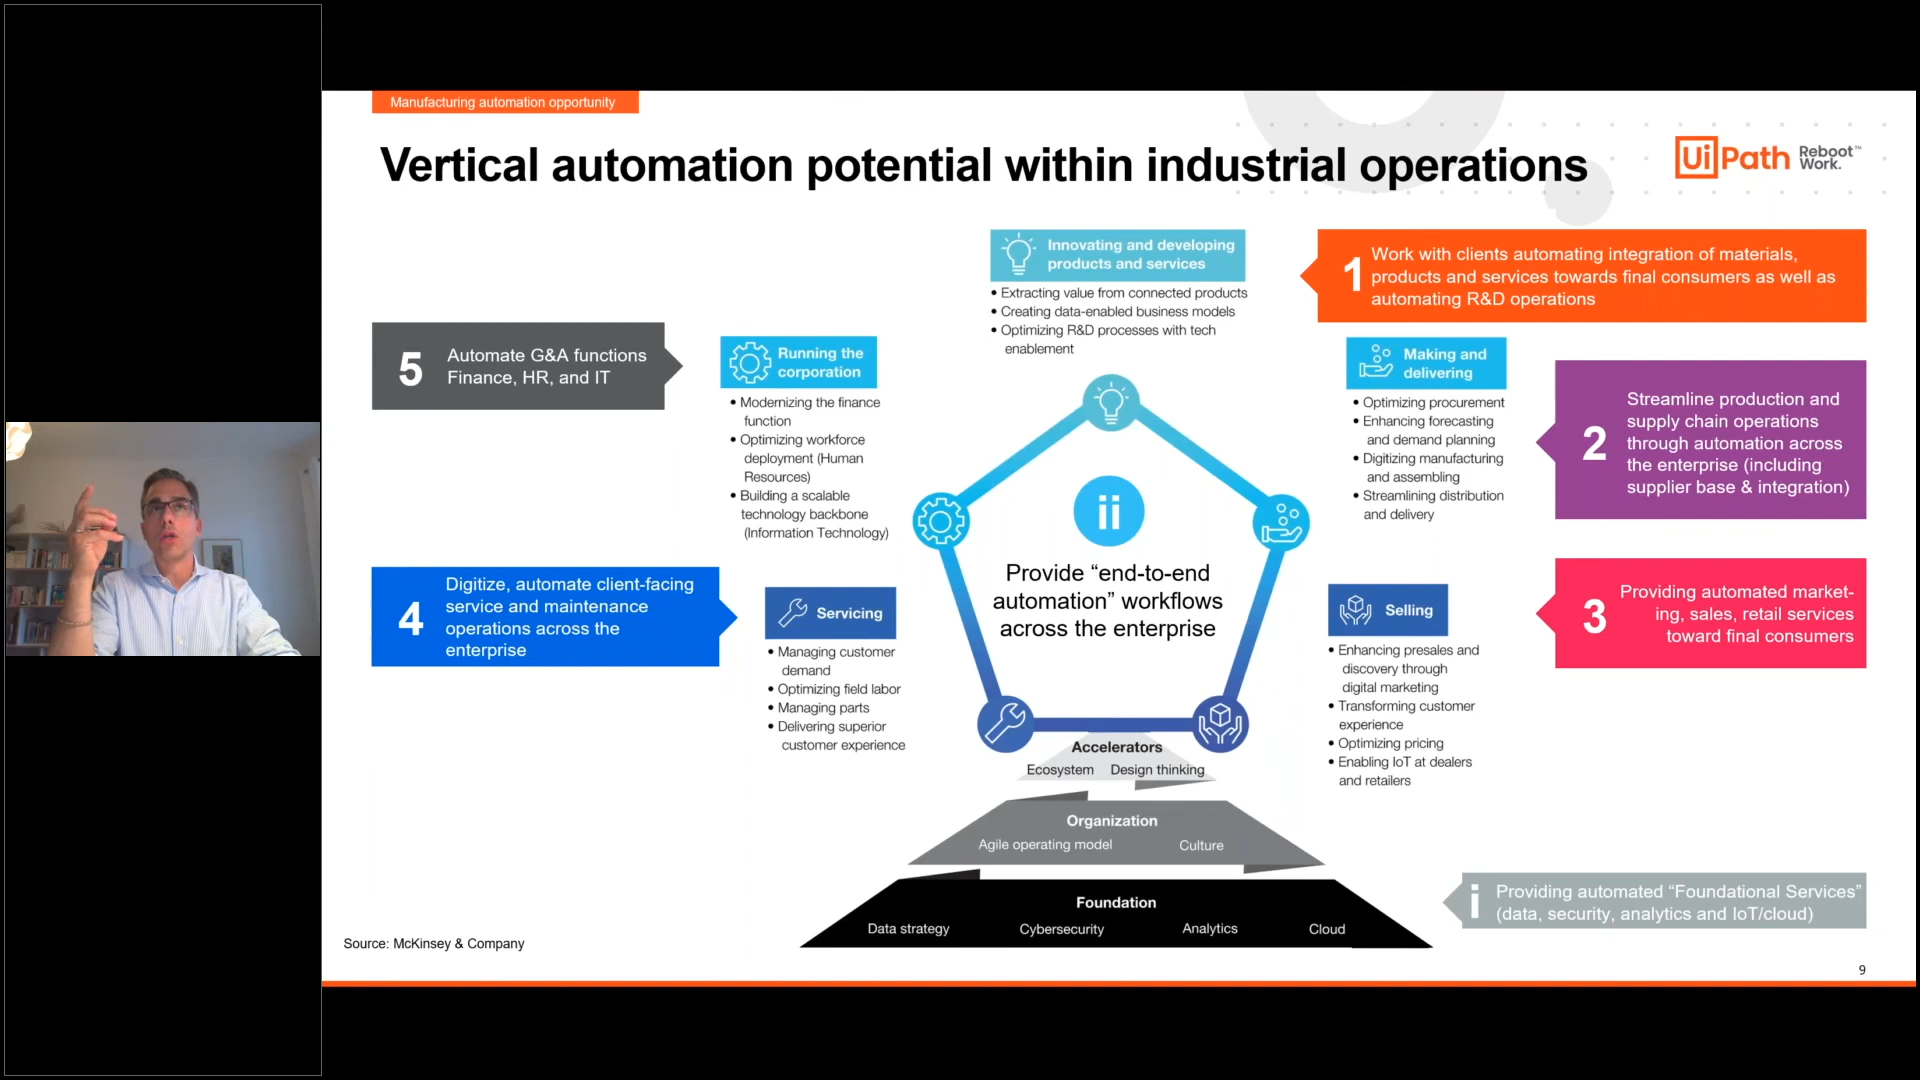 Manufacturing automation opportunity
Vertical automation potential within industrial operations
UiPath Reboot™
Work.
Innovating and developing
products and services
• Extracting value from connected products
• Creating data-enabled business models
• Optimizing R&D processes with tech
enablement
1 Work with clients automating integration of materials,
products and services towards final consumers as well as
automating R&D operations
5 Automate G&A functions
Finance, HR, and IT
Running the
corporation
• Modernizing the finance
function
• Optimizing workforce
deployment (Human
Resources)
• Building a scalable
technology backbone
(Information Technology)
Making and
delivering
• Optimizing procurement
• Enhancing forecasting
and demand planning
• Digitizing manufacturing
and assembling
• Streamlining distribution
and delivery
2 Streamline production and
supply chain operations
through automation across
the enterprise (including
supplier base & integration)
ii
Provide “end-to-end
automation” workflows
across the enterprise
4 Digitize, automate client-facing
service and maintenance
operations across the
enterprise
Servicing
• Managing customer
demand
• Optimizing field labor
• Managing parts
• Delivering superior
customer experience
Selling
• Enhancing presales and
discovery through
digital marketing
• Transforming customer
experience
• Optimizing pricing
• Enabling IoT at dealers
and retailers
3 Providing automated market-
ing, sales, retail services
toward final consumers
Accelerators
Ecosystem Design thinking
Organization
Agile operating model Culture
Foundation
Data strategy Cybersecurity Analytics Cloud
i Providing automated “Foundational Services”
(data, security, analytics and IoT/cloud)
Source: McKinsey & Company
9